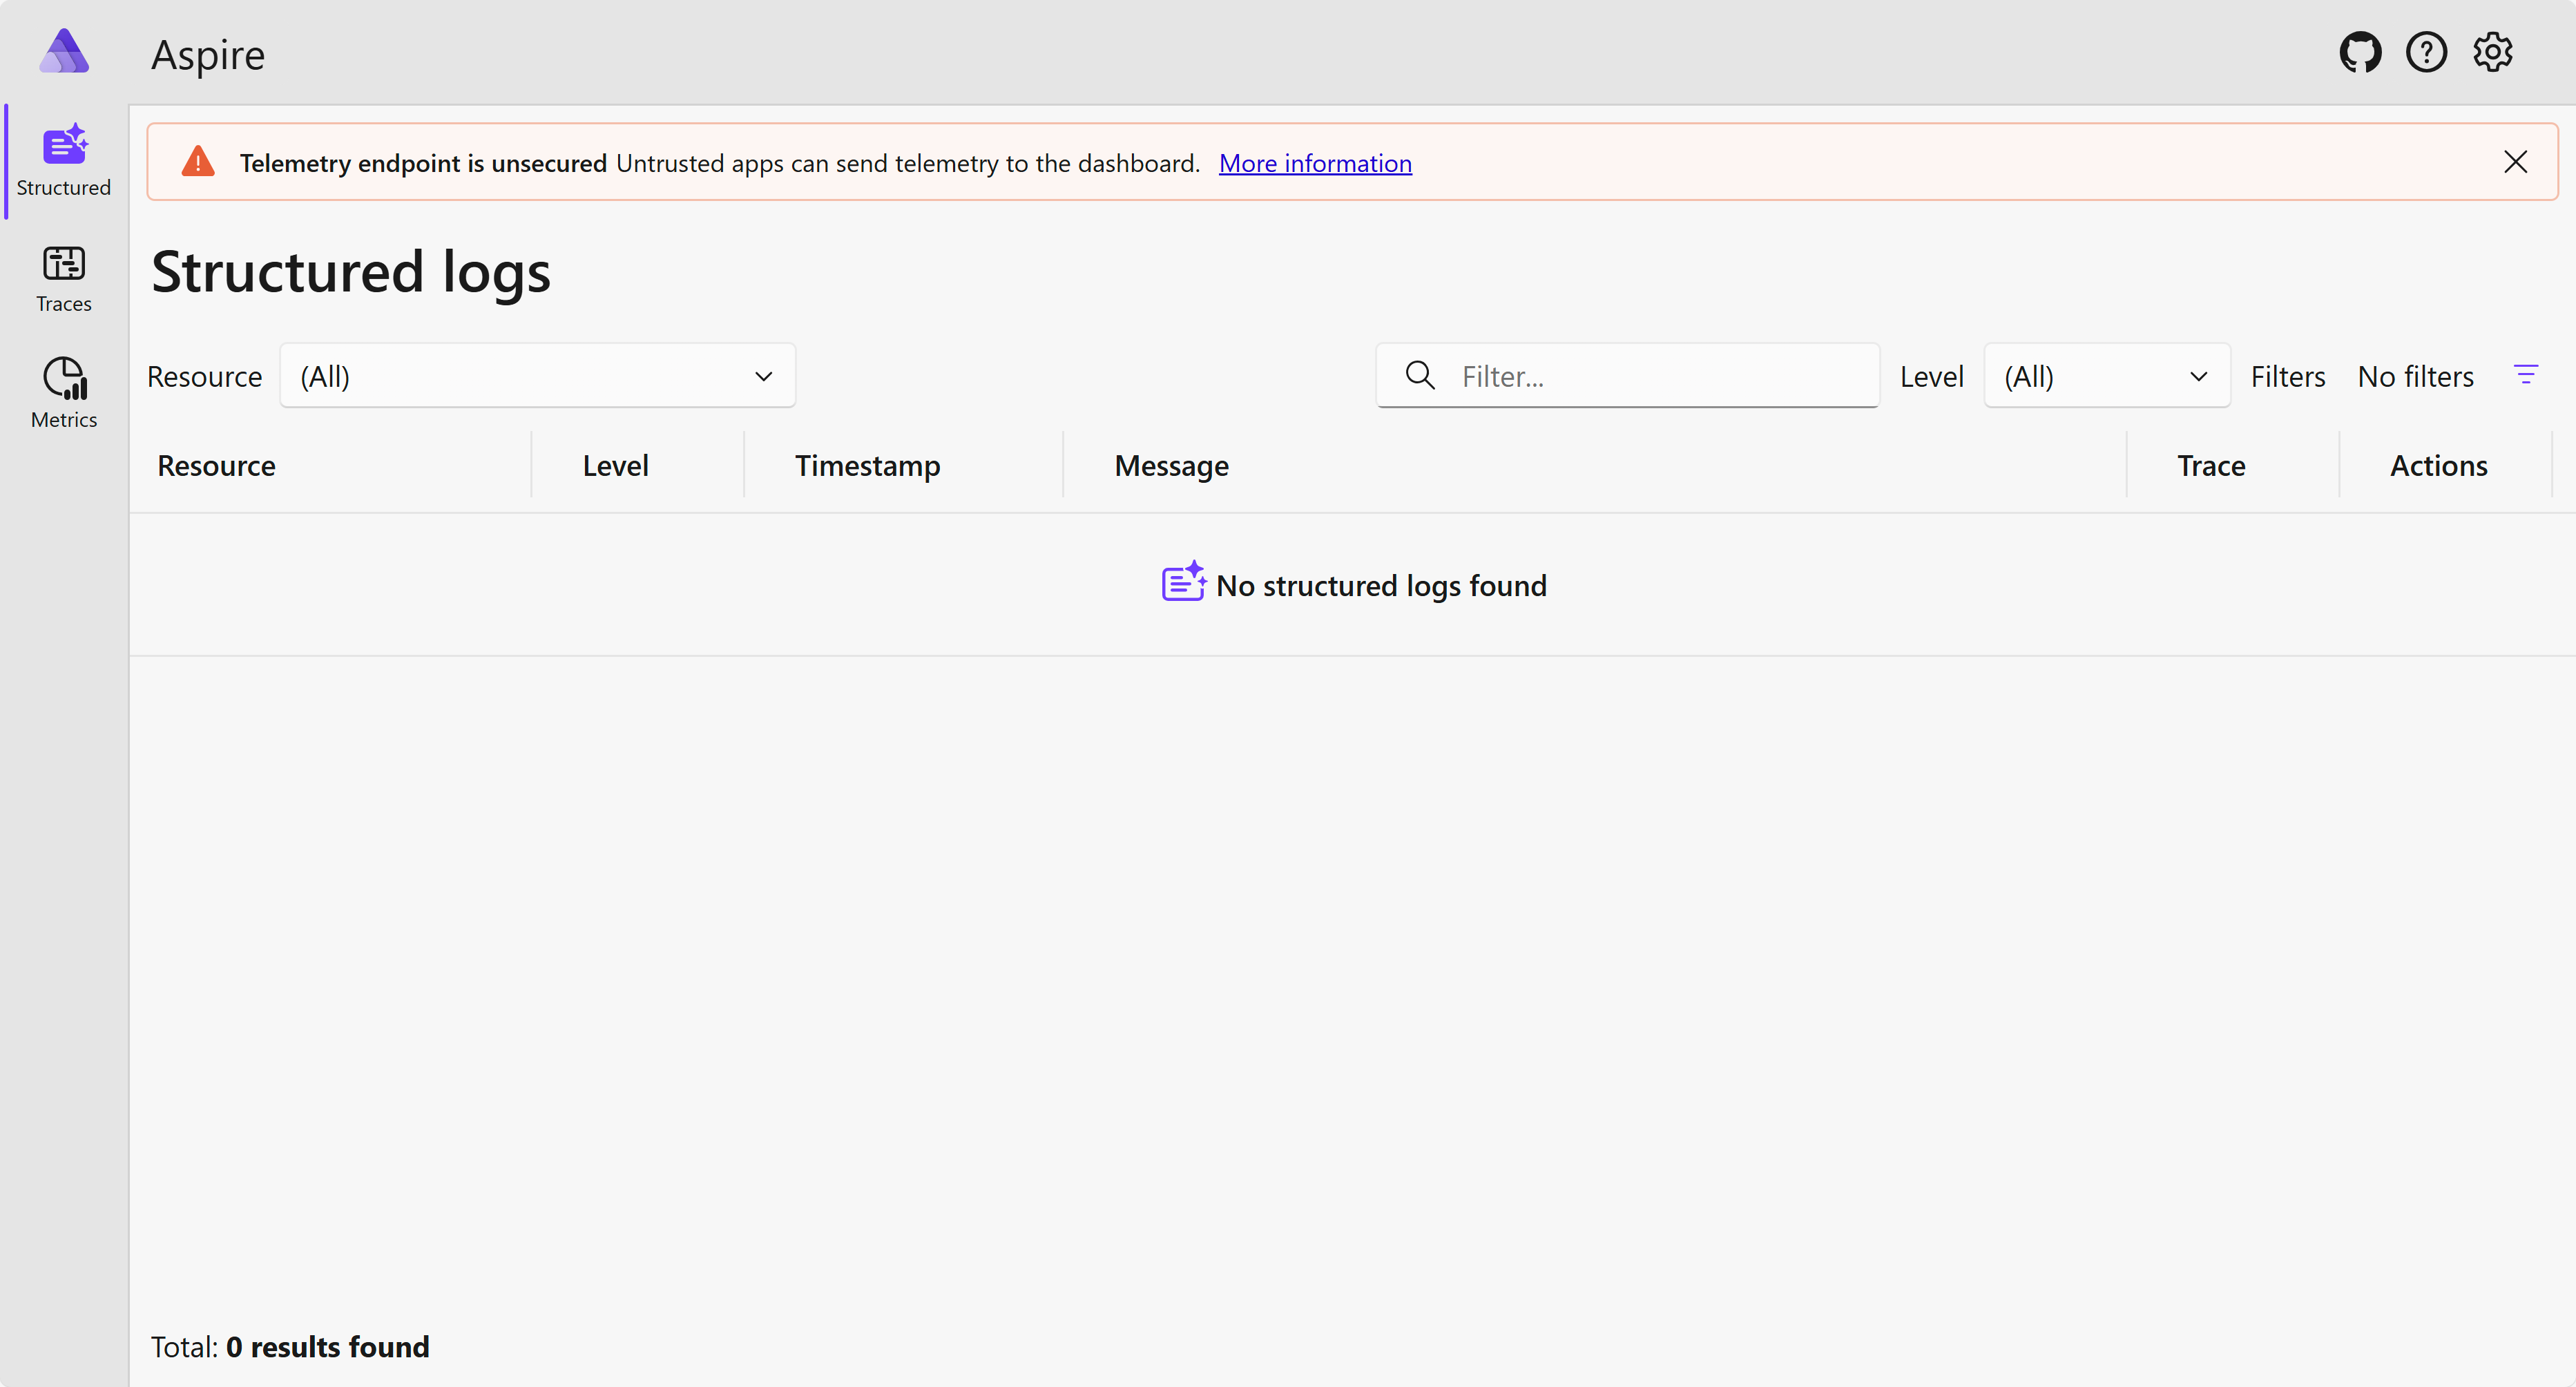 Aspire
Structured
Traces
Metrics
Telemetry endpoint is unsecured Untrusted apps can send telemetry to the dashboard. More information
Structured logs
Resource (All) Filter... Level (All) Filters No filters
Resource Level Timestamp Message Trace Actions
No structured logs found
Total: 0 results found